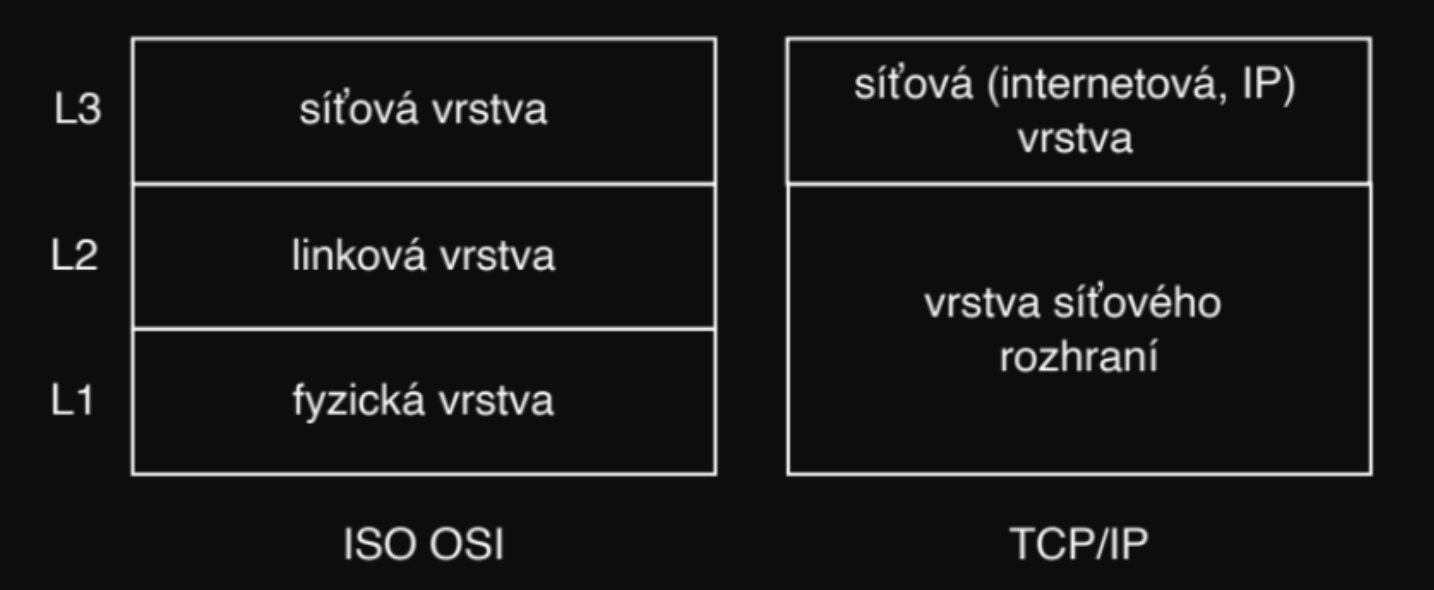 L3
síťová vrstva
síťová (internetová, IP)
vrstva
L2
linková vrstva
vrstva síťového
rozhraní
L1
fyzická vrstva
ISO OSI
TCP/IP